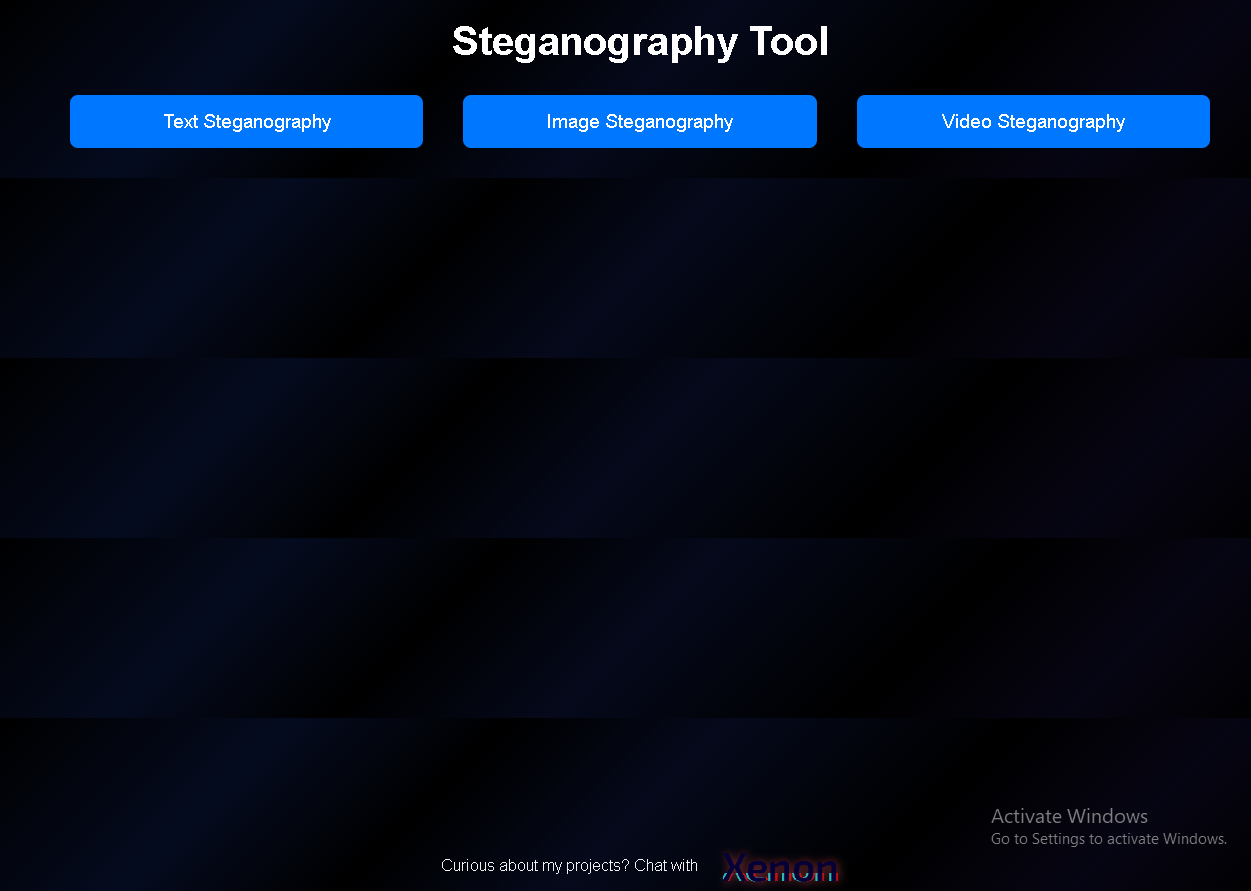 Steganography Tool
Text Steganography
Image Steganography
Video Steganography
Activate Windows
Go to Settings to activate Windows.
Curious about my projects? Chat with Xenon